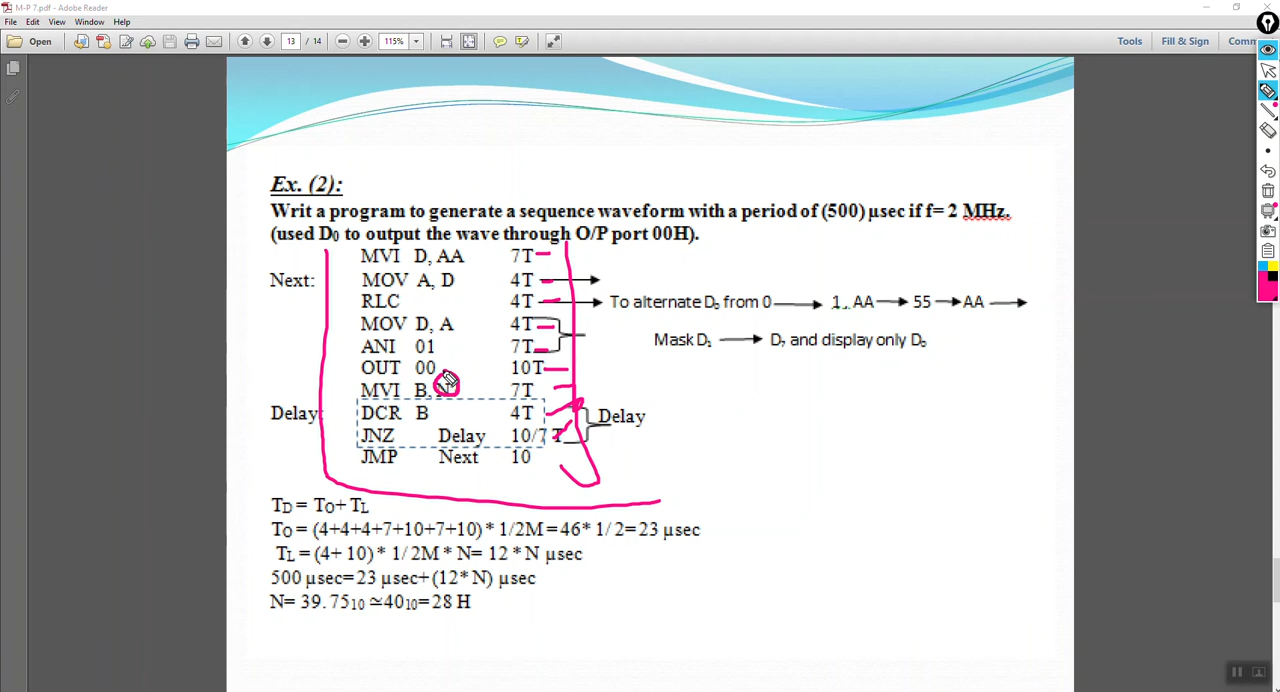 M-P 7.pdf - Adobe Reader
File Edit View Window Help
Open 13 / 14 115% Tools Fill & Sign Comm
Ex. (2):
Writ a program to generate a sequence waveform with a period of (500) µsec if f= 2 MHz.
(used D0 to output the wave through O/P port 00H).
MVI D, AA 7T
Next: MOV A, D 4T
RLC 4T To alternate D0 from 0 1, AA 55 AA
MOV D, A 4T
ANI 01 7T Mask D1 D7 and display only D0
OUT 00 10T
MVI B, N 7T
Delay: DCR B 4T Delay
JNZ Delay 10/7 T
JMP Next 10
TD = TO+ TL
TO = (4+4+4+7+10+7+10) * 1/2M = 46* 1/2= 23 µsec
TL = (4+ 10) * 1/2M * N= 12 * N µsec
500 µsec= 23 µsec+ (12* N) µsec
N= 39.7510 ≃4010= 28 H